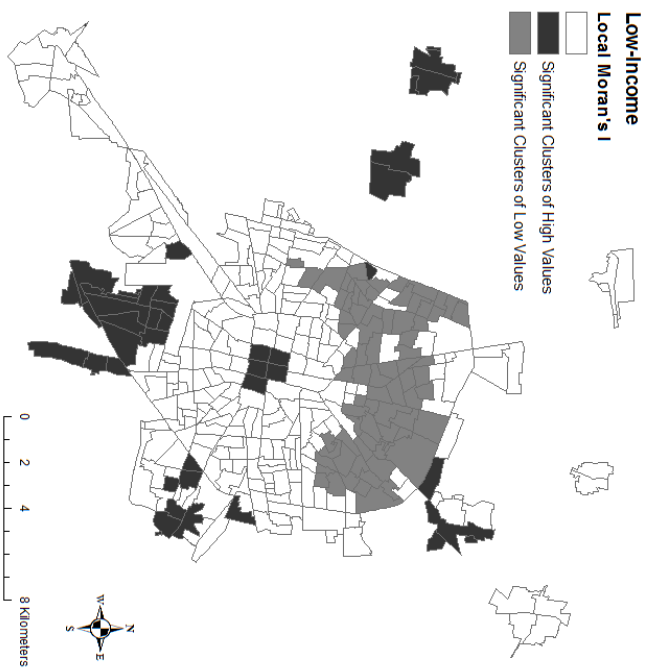 Low-Income
Local Moran's I
Significant Clusters of High Values
Significant Clusters of Low Values
0 2 4 8 Kilometers
N
W E
S